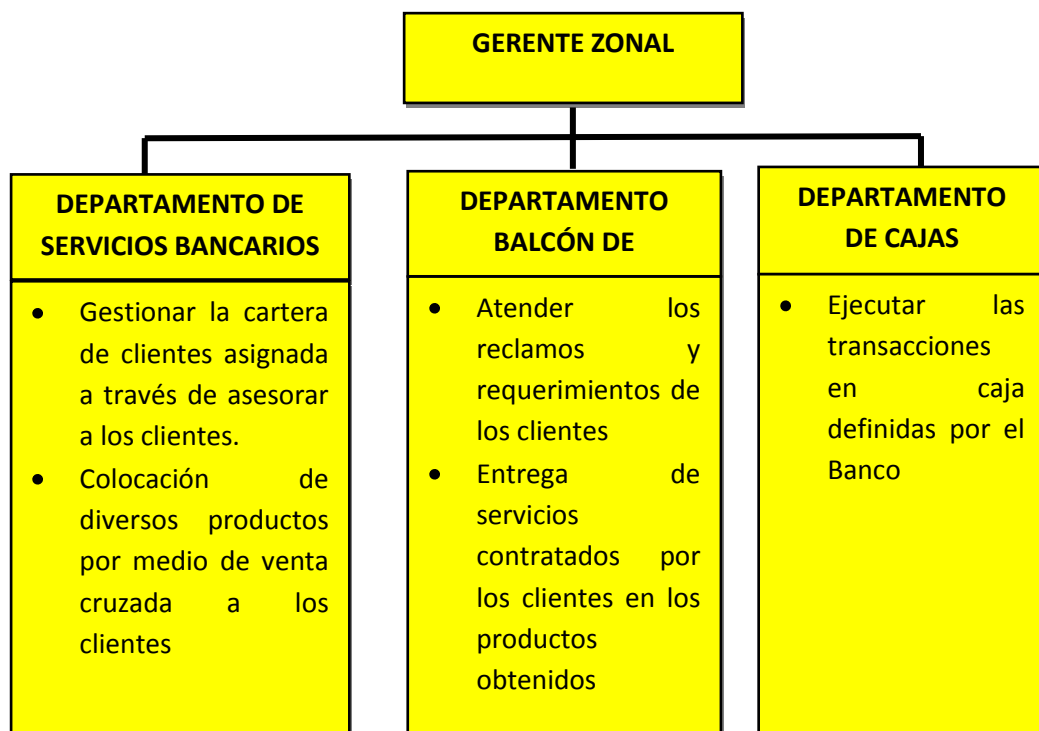 GERENTE ZONAL
DEPARTAMENTO DE
SERVICIOS BANCARIOS
• Gestionar la cartera
de clientes asignada
a través de asesorar
a los clientes.
• Colocación de
diversos productos
por medio de venta
cruzada a los
clientes
DEPARTAMENTO
BALCÓN DE
• Atender los
reclamos y
requerimientos de
los clientes
• Entrega de
servicios
contratados por
los clientes en los
productos
obtenidos
DEPARTAMENTO
DE CAJAS
• Ejecutar las
transacciones
en caja
definidas por el
Banco